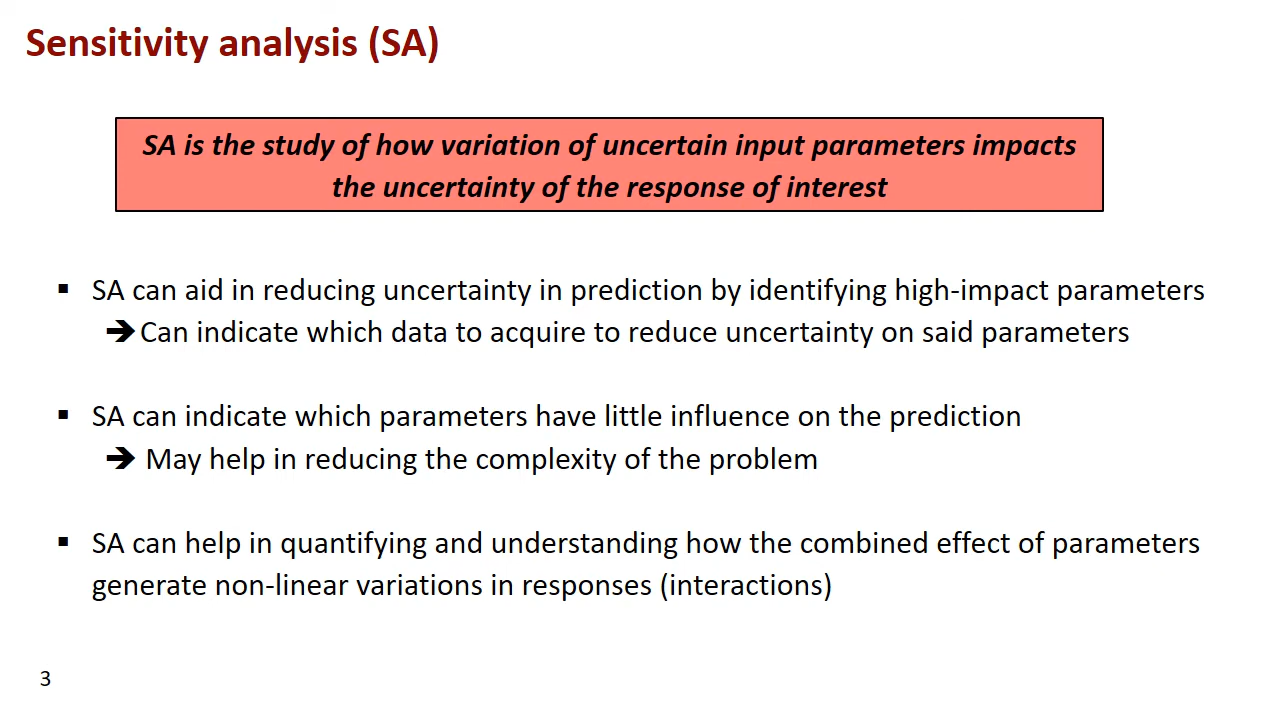 Sensitivity analysis (SA)
SA is the study of how variation of uncertain input parameters impacts
the uncertainty of the response of interest
▪ SA can aid in reducing uncertainty in prediction by identifying high-impact parameters
➔ Can indicate which data to acquire to reduce uncertainty on said parameters
▪ SA can indicate which parameters have little influence on the prediction
➔ May help in reducing the complexity of the problem
▪ SA can help in quantifying and understanding how the combined effect of parameters
generate non-linear variations in responses (interactions)
3